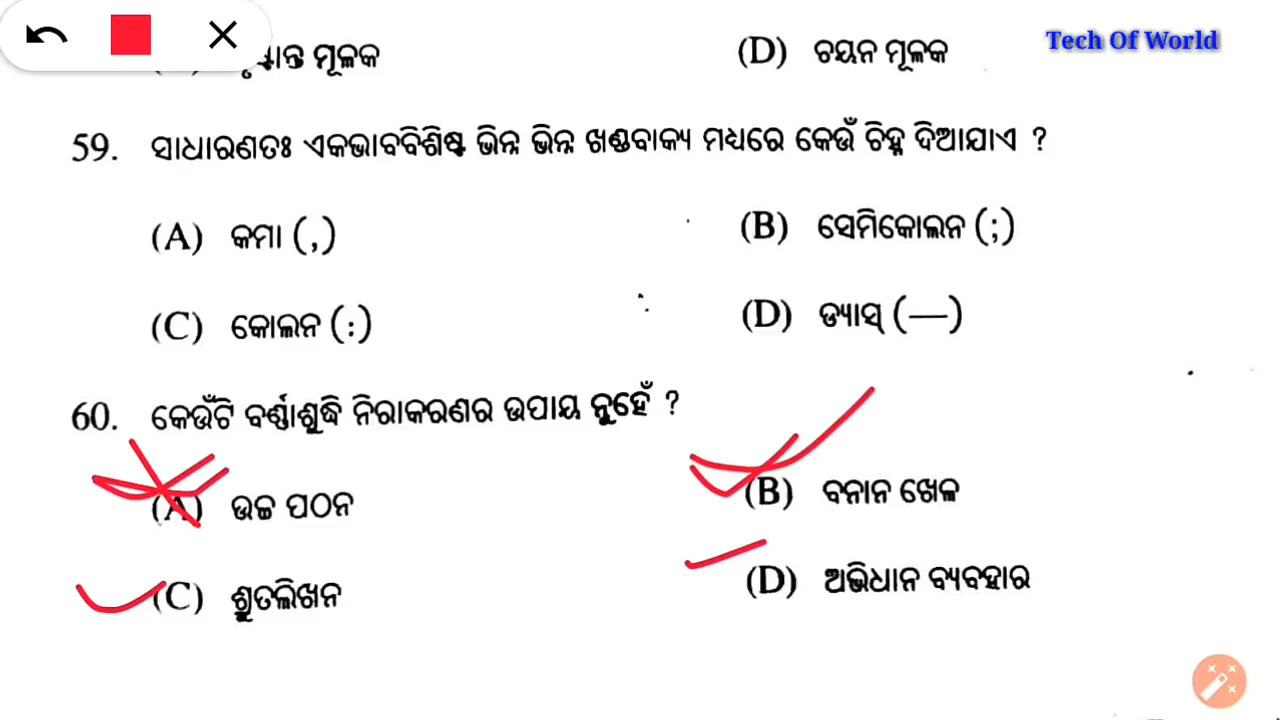 ମୂଳକ (D) ଚୟନ ମୂଳକ Tech Of World
59. ସାଧାରଣତଃ ଏକଭାବବିଶିଷ୍ଟ ଭିନ୍ନ ଭିନ୍ନ ଖଣ୍ଡବାକ୍ୟ ମଧ୍ୟରେ କେଉଁ ଚିହ୍ନ ଦିଆଯାଏ ?
(A) କମା (,) (B) ସେମିକୋଲନ (;)
(C) କୋଲନ (:) (D) ଡ୍ୟାସ୍ (—)
60. କେଉଁଟି ବର୍ଣ୍ଣାଶୁଦ୍ଧି ନିରାକରଣର ଉପାୟ ନୁହେଁ ?
(A) ଉଚ୍ଚ ପଠନ (B) ବନାନ ଖେଳ
(C) ଶ୍ରୁତଲିଖନ (D) ଅଭିଧାନ ବ୍ୟବହାର